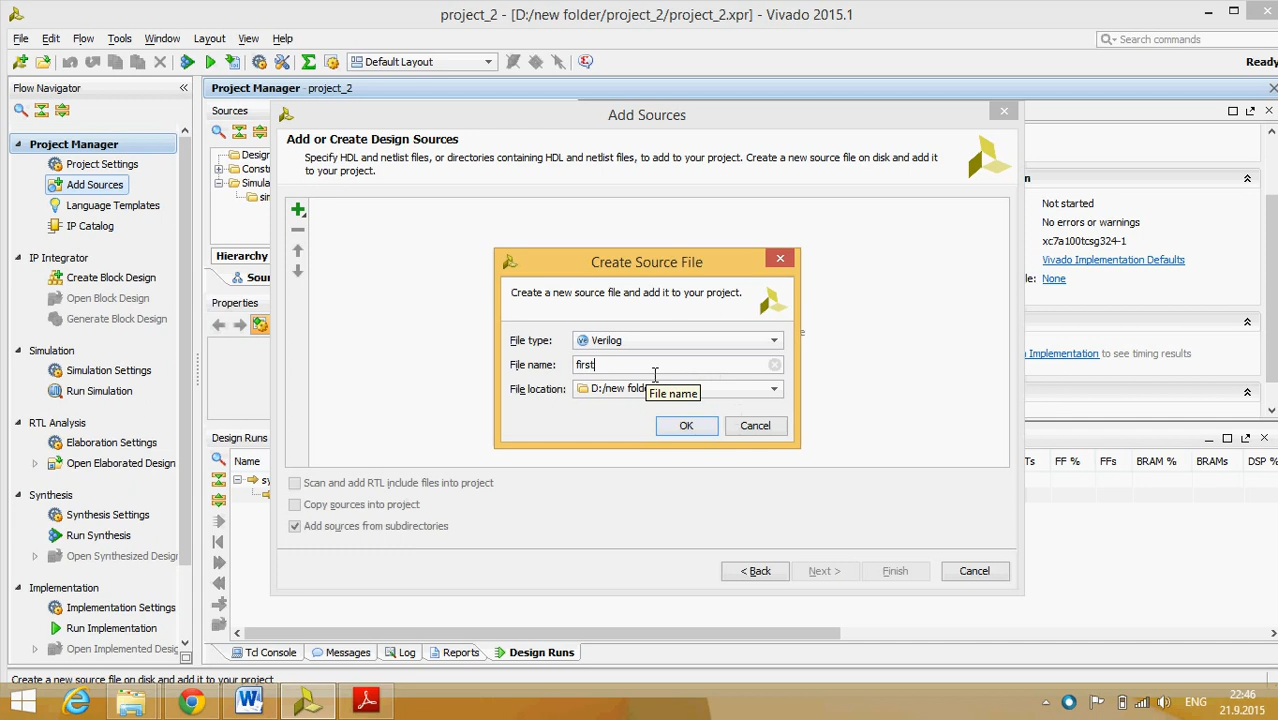 project_2 - [D:/new folder/project_2/project_2.xpr] - Vivado 2015.1
File Edit Flow Tools Window Layout View Help
Search commands
Default Layout
Ready
Flow Navigator
Project Manager
Project Settings
Add Sources
Language Templates
IP Catalog
IP Integrator
Create Block Design
Open Block Design
Generate Block Design
Simulation
Simulation Settings
Run Simulation
RTL Analysis
Elaboration Settings
Open Elaborated Design
Synthesis
Synthesis Settings
Run Synthesis
Open Synthesized Design
Implementation
Implementation Settings
Run Implementation
Open Implemented Design
Project Manager - project_2
Sources
Design
Constr
Simula
sim
Hierarchy
Sour
Properties
Design Runs
Name
sy
Add Sources
Add or Create Design Sources
Specify HDL and netlist files, or directories containing HDL and netlist files, to add to your project. Create a new source file on disk and add it
to your project.
Create Source File
Create a new source file and add it to your project.
File type: Verilog
File name: first
File location: D:/new folde
File name
OK Cancel
Scan and add RTL include files into project
Copy sources into project
Add sources from subdirectories
< Back Next > Finish Cancel
on
Not started
No errors or warnings
xc7a100tcsg324-1
Vivado Implementation Defaults
e: None
Implementation to see timing results
Ts FF % FFs BRAM % BRAMs DSP %
Tcl Console Messages Log Reports Design Runs
Create a new source file on disk and add it to your project
ENG
22:46
21.9.2015